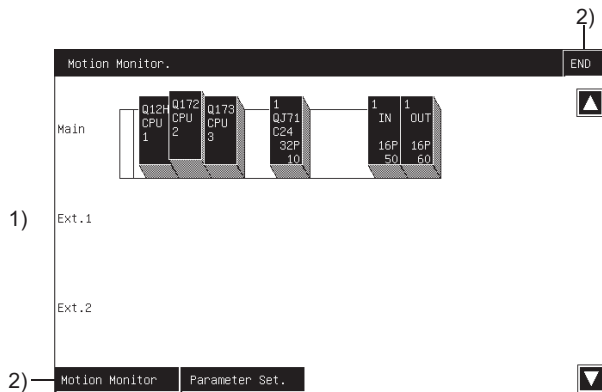 2)
Motion Monitor.
END
Main
Q12H
CPU
1
Q172
CPU
2
Q173
CPU
3
1
QJ71
C24
32P
10
1
IN
16P
50
1
OUT
16P
60
1)
Ext.1
Ext.2
2)
Motion Monitor
Parameter Set.